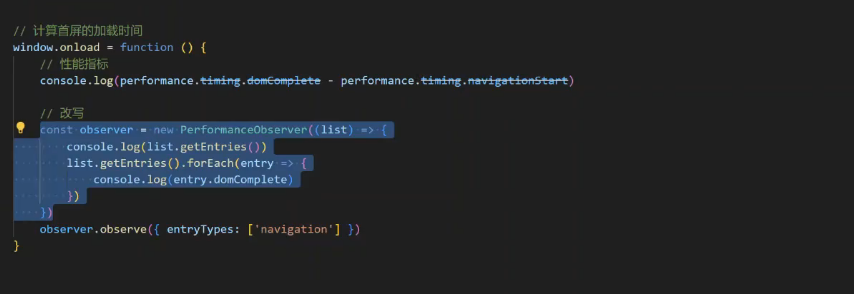 // 计算首屏的加载时间
window.onload = function () {
// 性能指标
console.log(performance.timing.domComplete - performance.timing.navigationStart)
// 改写
const observer = new PerformanceObserver((list) => {
console.log(list.getEntries())
list.getEntries().forEach(entry => {
console.log(entry.domComplete)
})
})
observer.observe({ entryTypes: ['navigation'] })
}